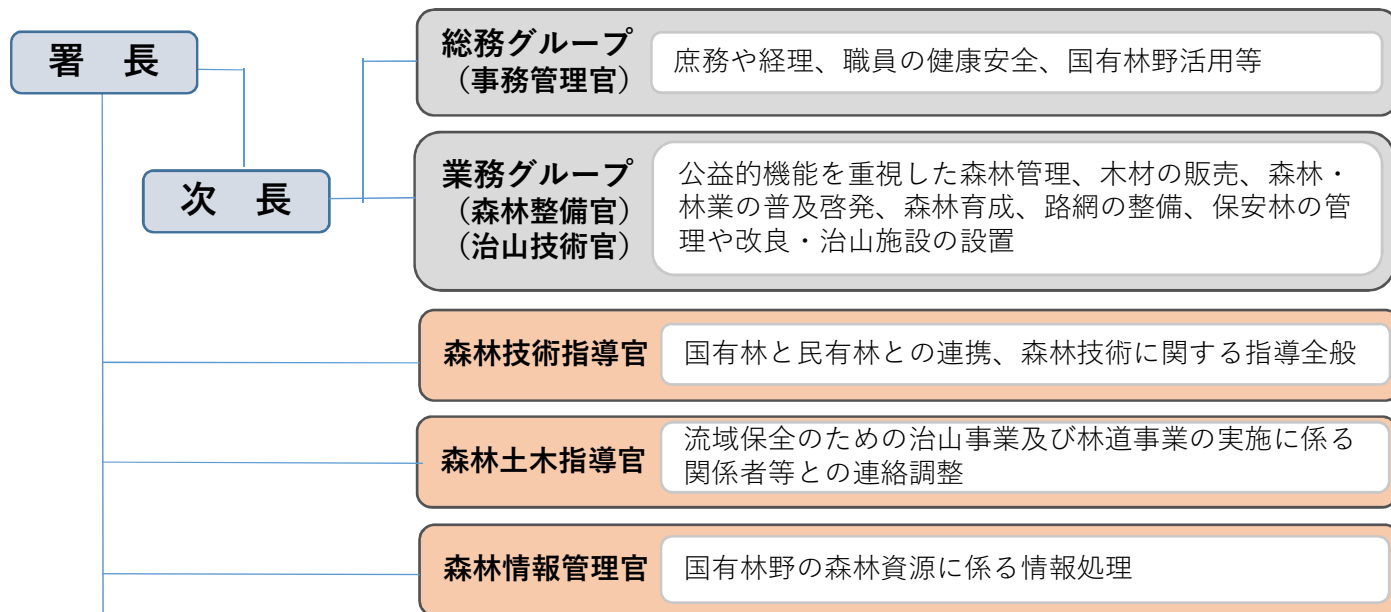 署　長
次　長
総務グループ
（事務管理官）
庶務や経理、職員の健康安全、国有林野活用等
業務グループ
（森林整備官）
（治山技術官）
公益的機能を重視した森林管理、木材の販売、森林・
林業の普及啓発、森林育成、路網の整備、保安林の管
理や改良・治山施設の設置
森林技術指導官
国有林と民有林との連携、森林技術に関する指導全般
森林土木指導官
流域保全のための治山事業及び林道事業の実施に係る
関係者等との連絡調整
森林情報管理官
国有林野の森林資源に係る情報処理